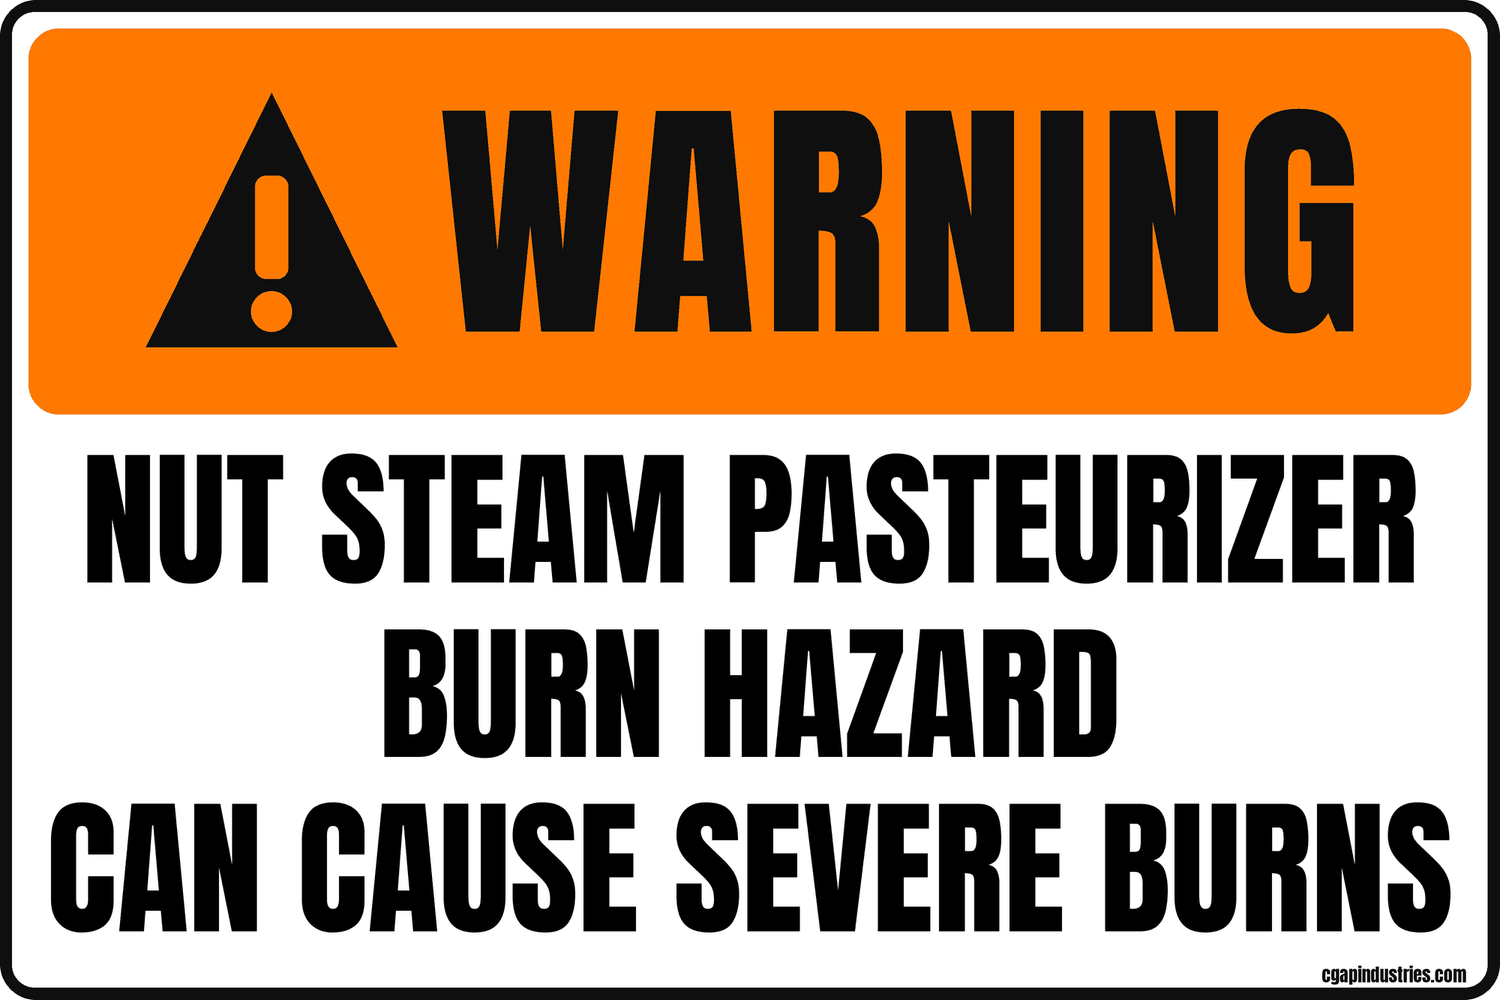 WARNING
NUT STEAM PASTEURIZER
BURN HAZARD
CAN CAUSE SEVERE BURNS
cgapindustries.com